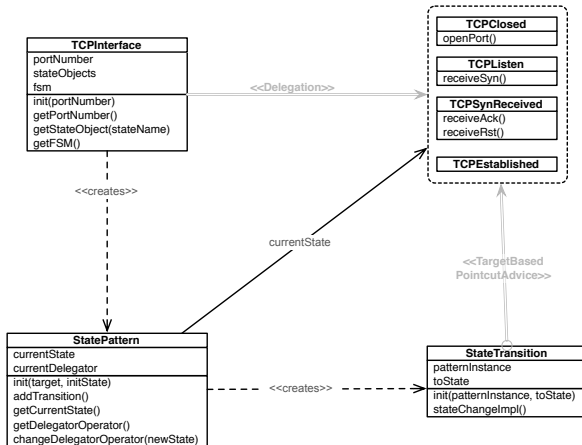 TCPInterface
portNumber
stateObjects
fsm
init(portNumber)
getPortNumber()
getStateObject(stateName)
getFSM()
<<Delegation>>
TCPClosed
openPort()
TCPListen
receiveSyn()
TCPSynReceived
receiveAck()
receiveRst()
TCPEstablished
<<creates>>
currentState
<<TargetBased
PointcutAdvice>>
StatePattern
currentState
currentDelegator
init(target, initState)
addTransition()
getCurrentState()
getDelegatorOperator()
changeDelegatorOperator(newState)
<<creates>>
StateTransition
patternInstance
toState
init(patternInstance, toState)
stateChangeImpl()